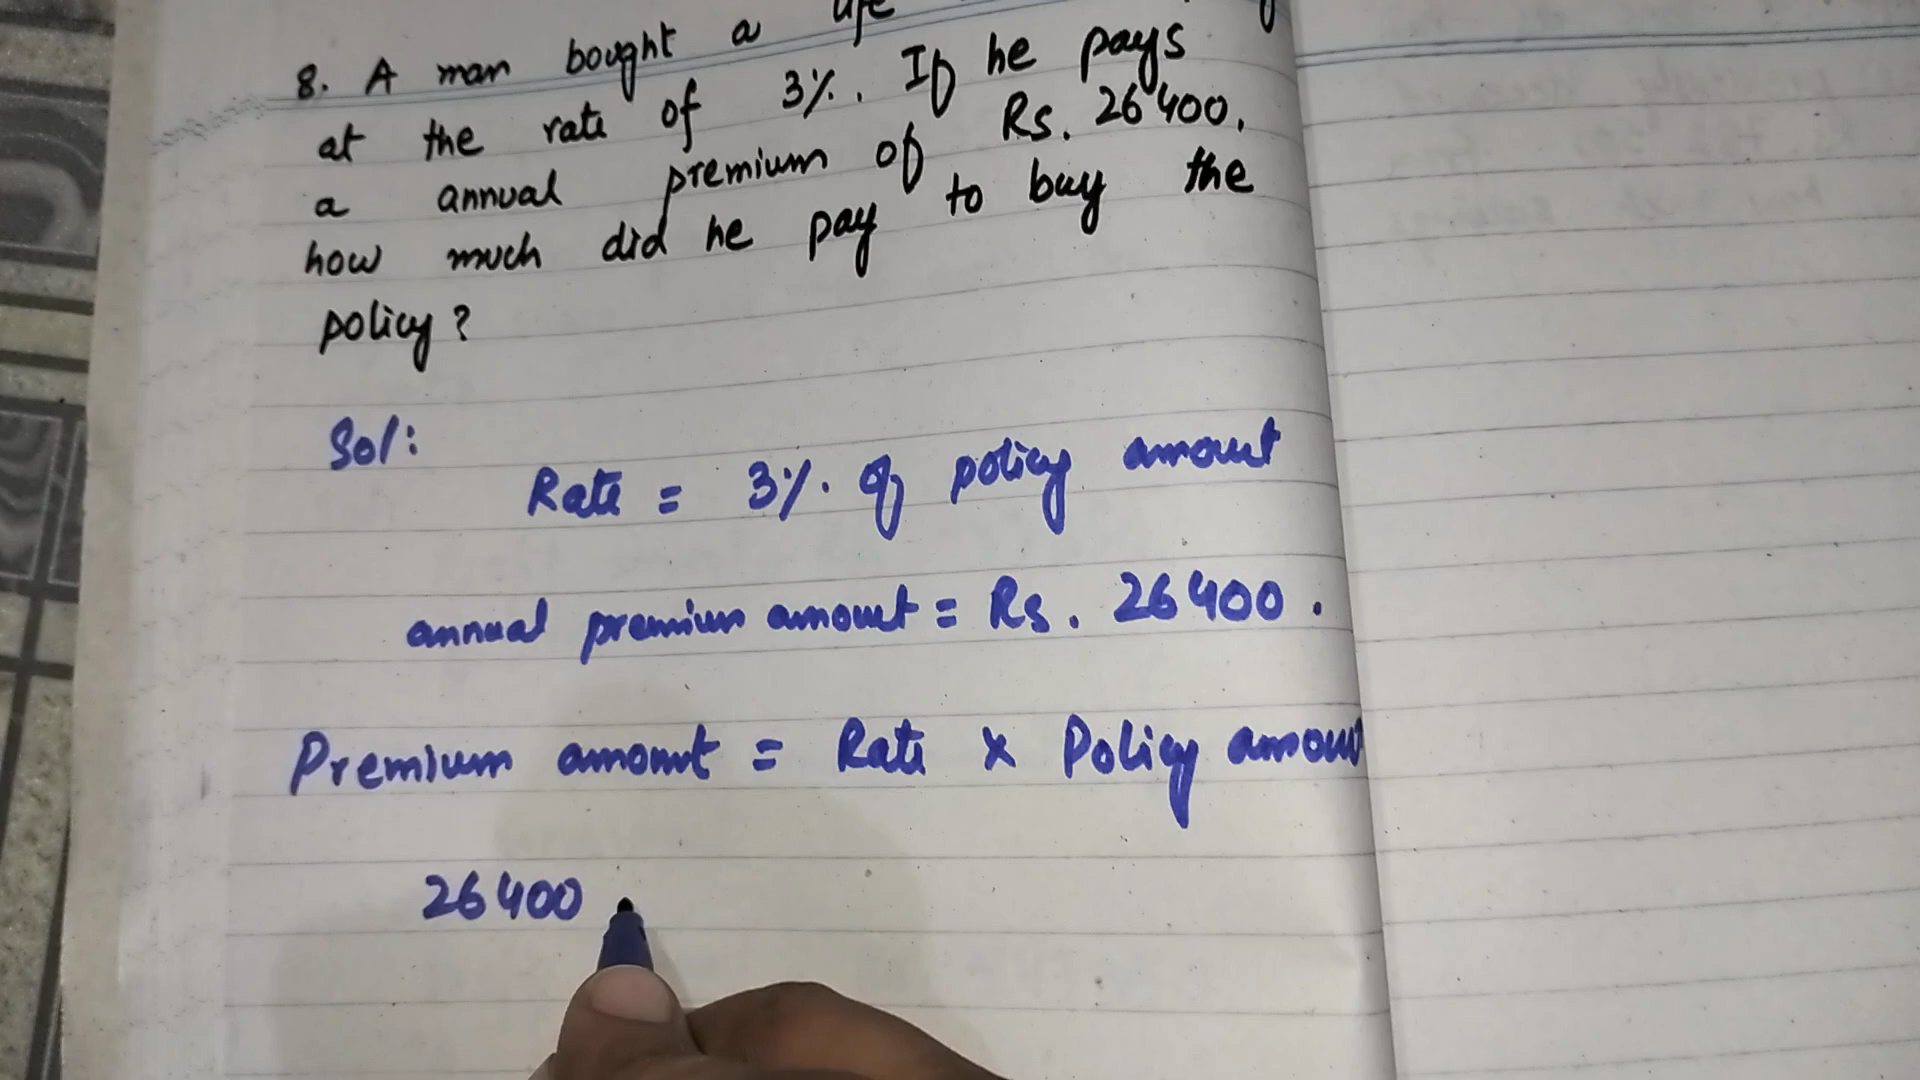 8. A man bought a life
at the rate of 3%. If he pays
a annual premium of Rs. 26400,
how much did he pay to buy the
policy?
Sol:
Rate = 3% of policy amount
annual premium amount = Rs. 26400.
Premium amount = Rate x Policy amount
26400